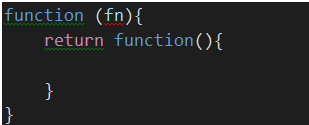 function (fn){
    return function(){

    }
}